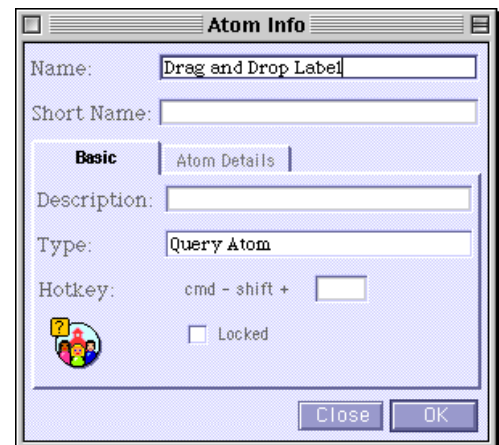 Atom Info
Name: Drag and Drop Label
Short Name:
Basic Atom Details
Description:
Type: Query Atom
Hotkey: cmd - shift +
?
Locked
Close OK